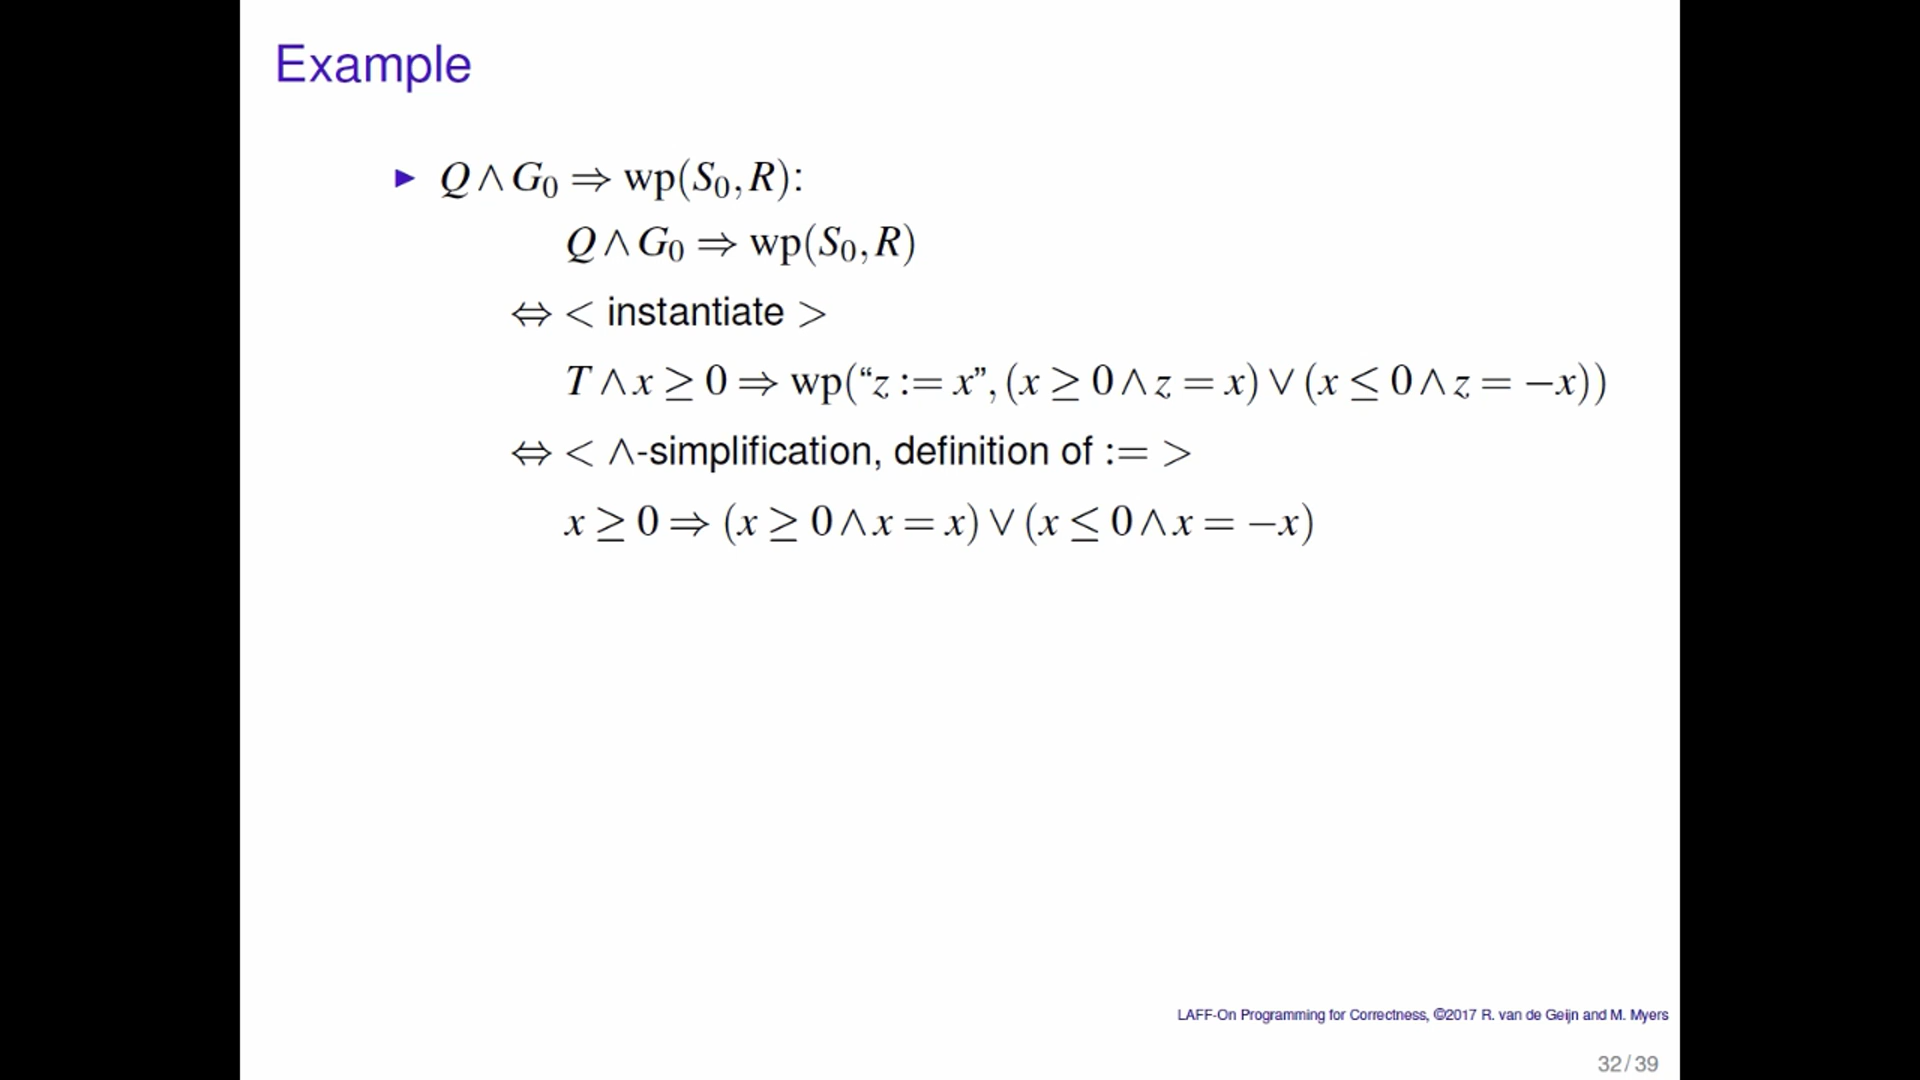 Example
▶ Q ∧ G₀ ⇒ wp(S₀, R):
Q ∧ G₀ ⇒ wp(S₀, R)
⇔ < instantiate >
T ∧ x ≥ 0 ⇒ wp(“z := x”, (x ≥ 0 ∧ z = x) ∨ (x ≤ 0 ∧ z = −x))
⇔ < ∧-simplification, definition of := >
x ≥ 0 ⇒ (x ≥ 0 ∧ x = x) ∨ (x ≤ 0 ∧ x = −x)
LAFF-On Programming for Correctness, ©2017 R. van de Geijn and M. Myers
32 / 39